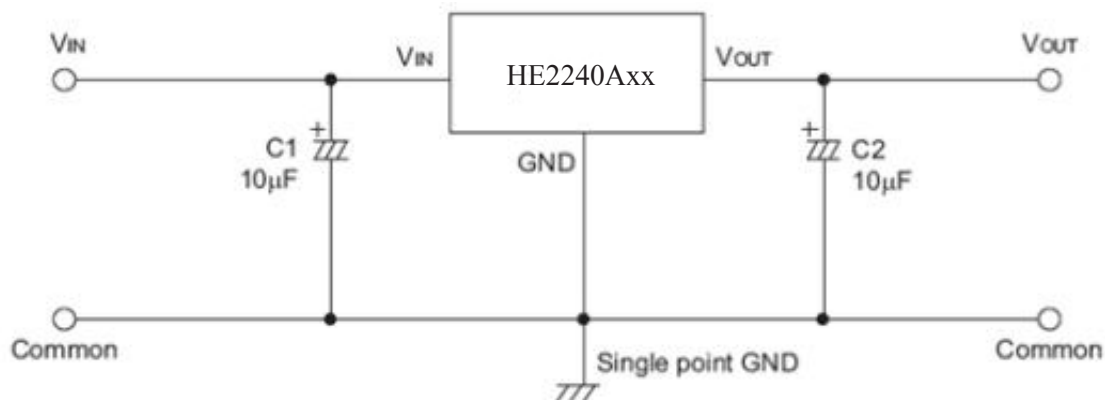 VIN
VOUT
VIN
HE2240Axx
VOUT
+
C1
10μF
GND
+
C2
10μF
Common
Single point GND
Common